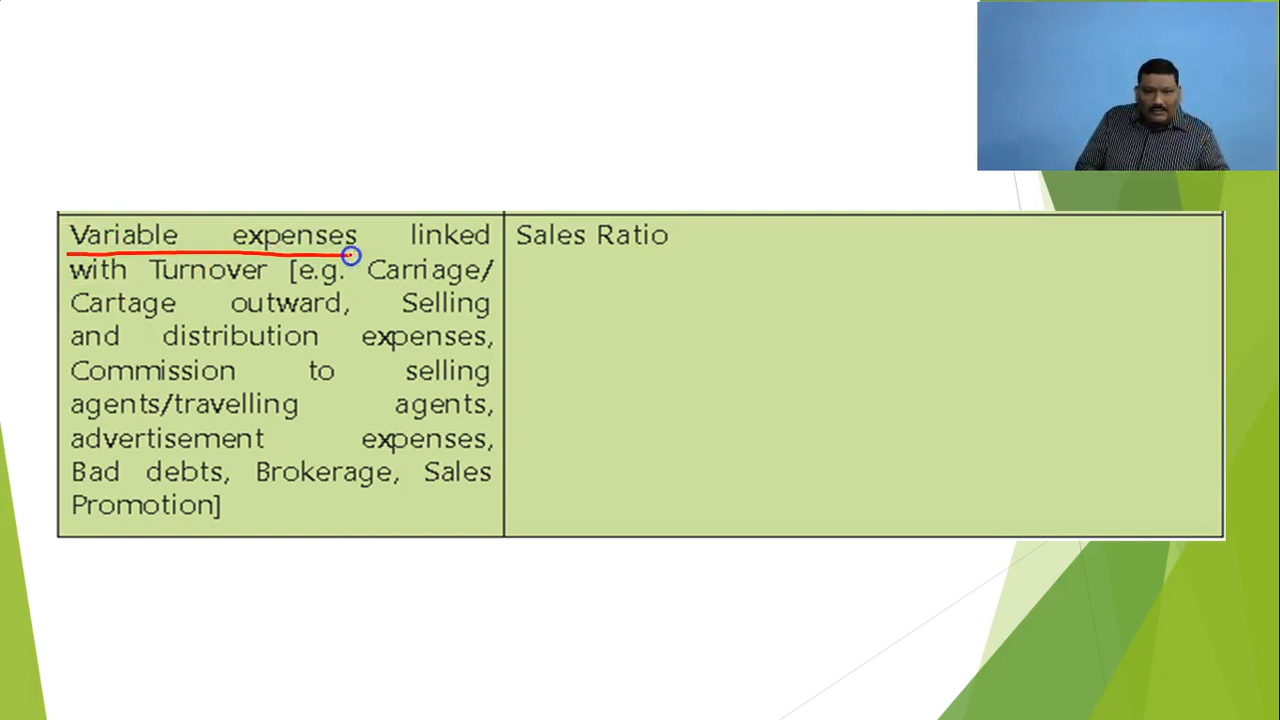 Variable expenses linked
with Turnover [e.g. Carriage/
Cartage outward, Selling
and distribution expenses,
Commission to selling
agents/travelling agents,
advertisement expenses,
Bad debts, Brokerage, Sales
Promotion]
Sales Ratio